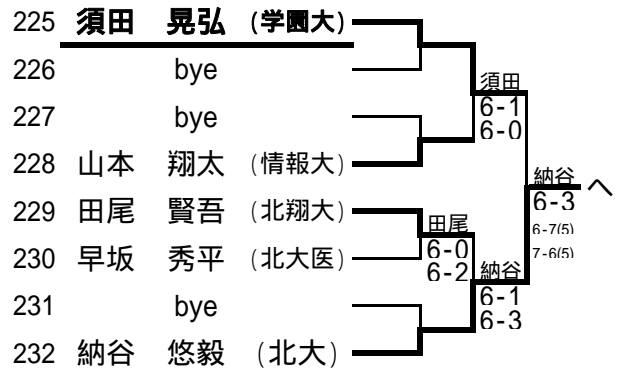 225 須田 晃弘 (学園大)
226 bye
227 bye
228 山本 翔太 (情報大)
229 田尾 賢吾 (北翔大)
230 早坂 秀平 (北大医)
231 bye
232 納谷 悠毅 (北大)
田尾
6-0
6-2
須田
6-1
6-0
納谷
6-1
6-3
納谷 へ
6-3
6-7(5)
7-6(5)